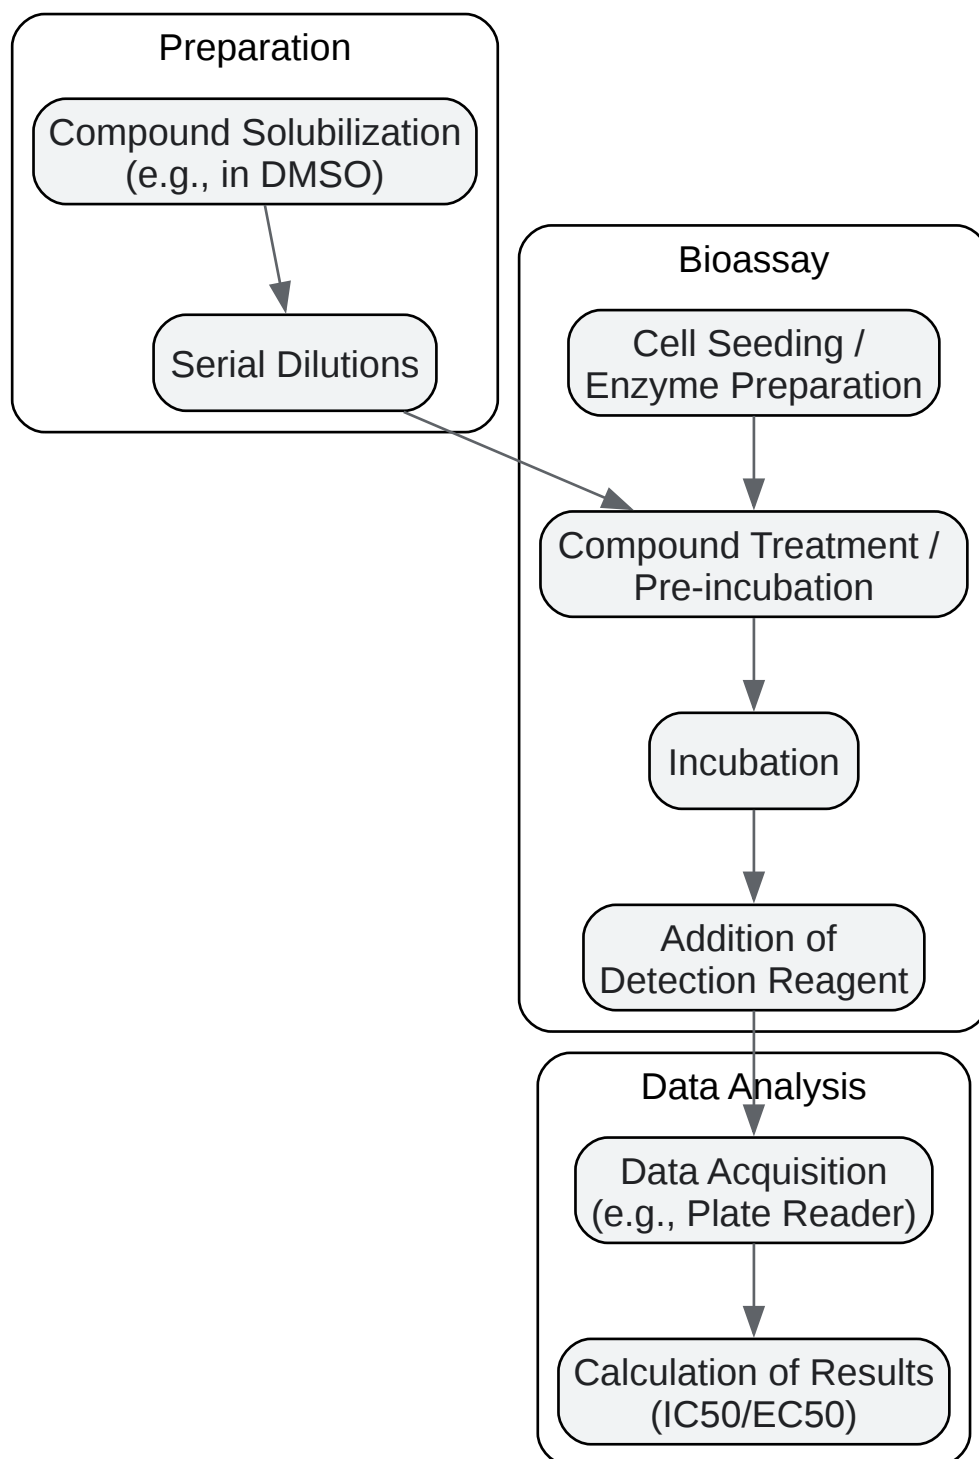 Preparation
Compound Solubilization
(e.g., in DMSO)
Serial Dilutions
Bioassay
Cell Seeding /
Enzyme Preparation
Compound Treatment /
Pre-incubation
Incubation
Addition of
Detection Reagent
Data Analysis
Data Acquisition
(e.g., Plate Reader)
Calculation of Results
(IC50/EC50)